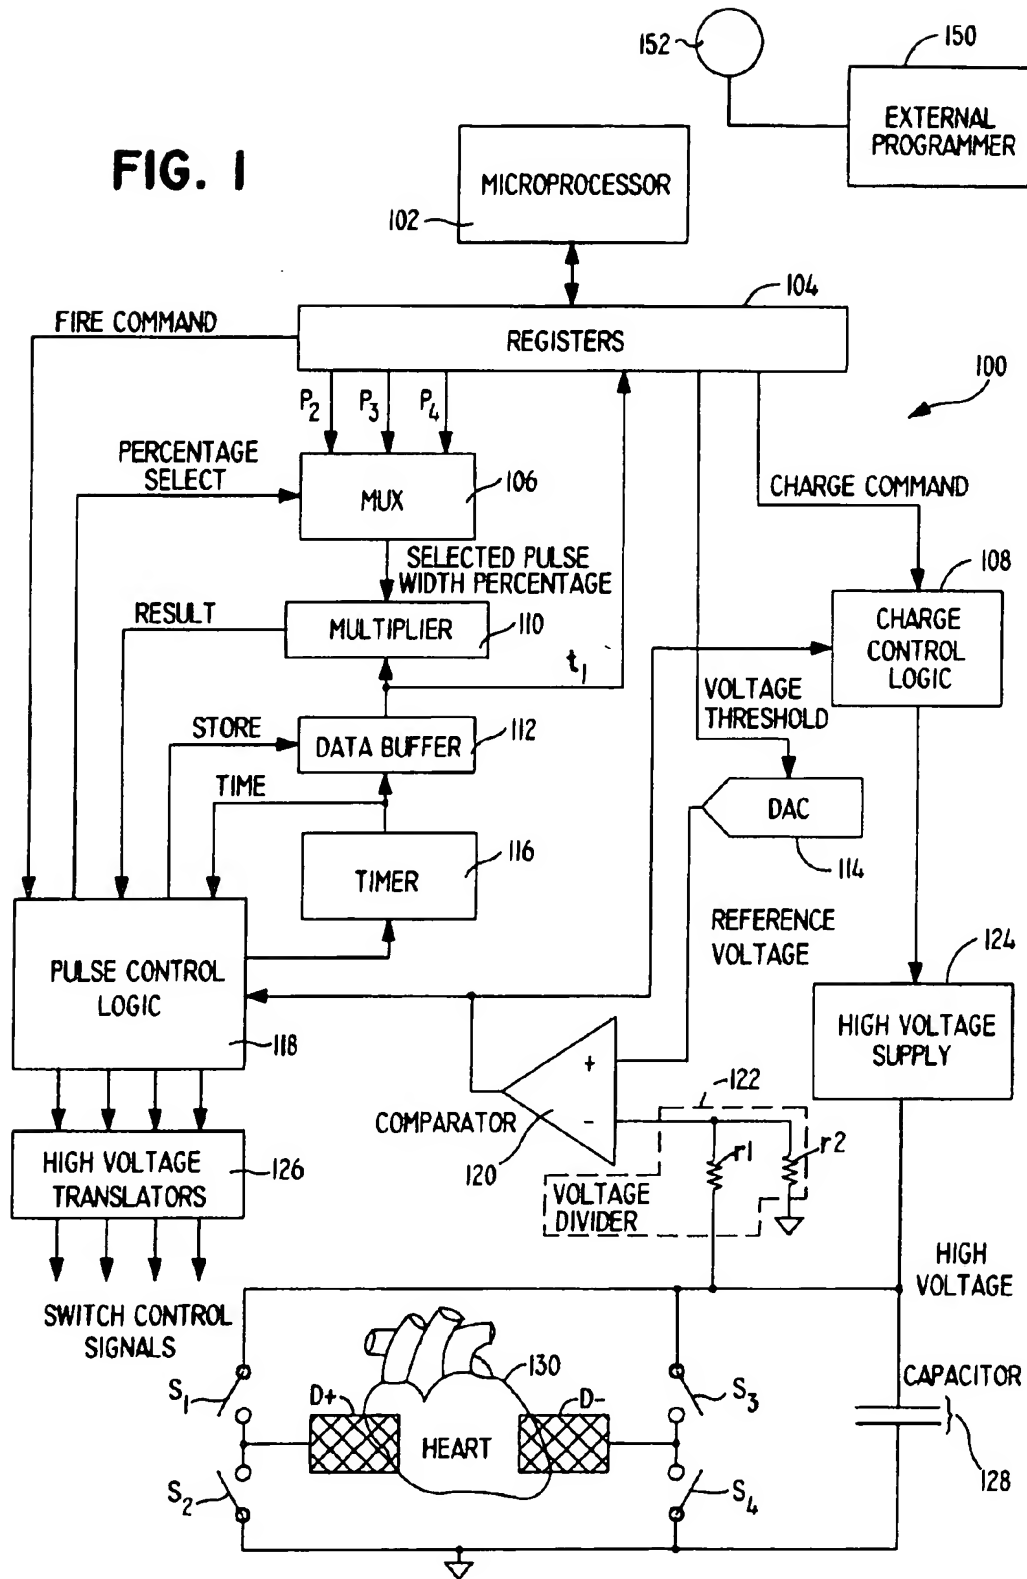 152
150
EXTERNAL
PROGRAMMER
FIG. 1
MICROPROCESSOR
102
104
FIRE COMMAND
REGISTERS
100
P2 P3 P4
PERCENTAGE
SELECT
MUX
106
CHARGE COMMAND
SELECTED PULSE
WIDTH PERCENTAGE
108
RESULT
MULTIPLIER
110
CHARGE
CONTROL
LOGIC
t1
VOLTAGE
THRESHOLD
STORE
DATA BUFFER
112
TIME
DAC
114
TIMER
116
REFERENCE
VOLTAGE
124
PULSE CONTROL
LOGIC
118
HIGH VOLTAGE
SUPPLY
+
-
COMPARATOR
120
122
r1
r2
VOLTAGE
DIVIDER
HIGH VOLTAGE
TRANSLATORS
126
HIGH
VOLTAGE
SWITCH CONTROL
SIGNALS
130
S1
D+
D-
S3
CAPACITOR
HEART
128
S2
S4